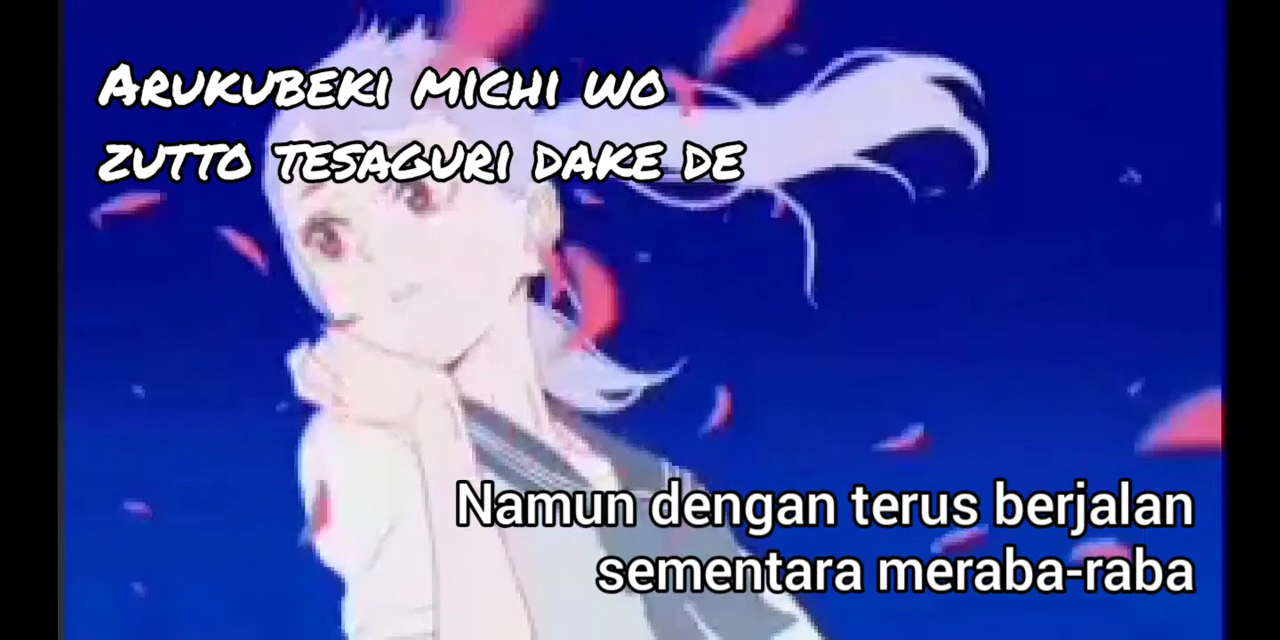 Arukubeki michi wo
zutto tesaguri dake de
Namun dengan terus berjalan
sementara meraba-raba